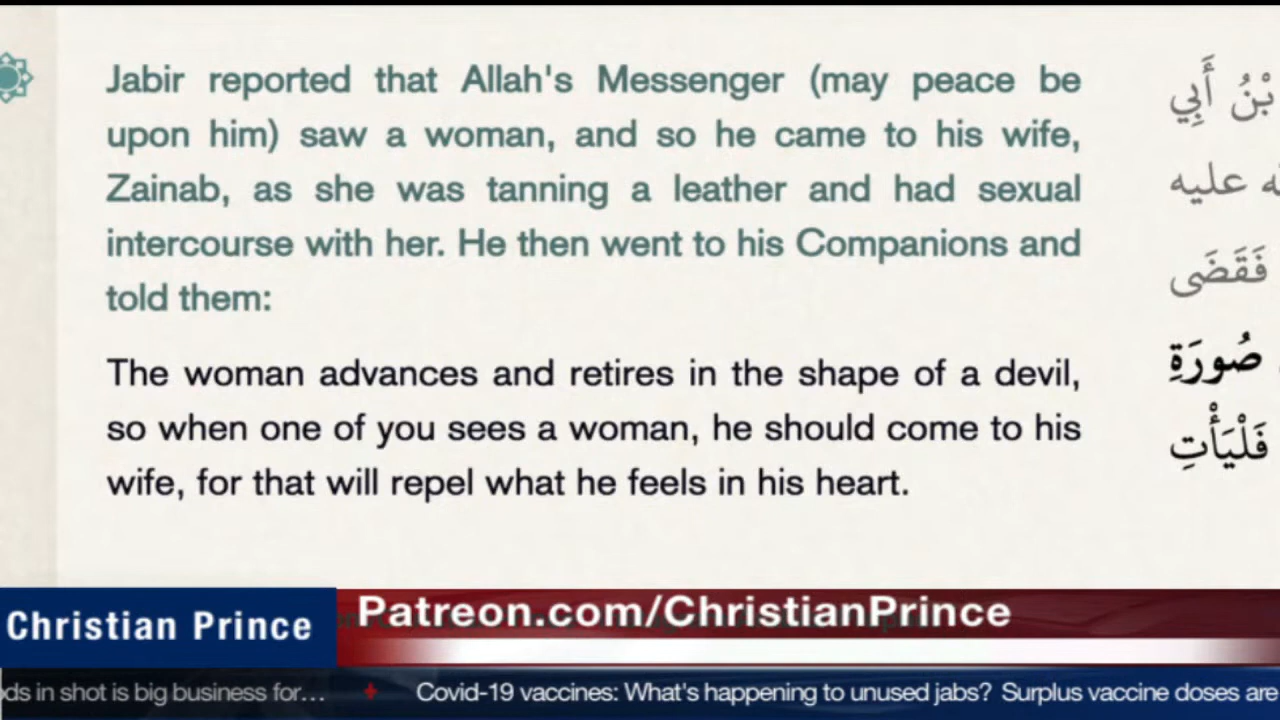 Jabir reported that Allah's Messenger (may peace be
upon him) saw a woman, and so he came to his wife,
Zainab, as she was tanning a leather and had sexual
intercourse with her. He then went to his Companions and
told them:
The woman advances and retires in the shape of a devil,
so when one of you sees a woman, he should come to his
wife, for that will repel what he feels in his heart.
بْنُ أَبِي
عليه
فَقَضَى
صُورَةِ
فَلْيَأْتِ
Christian Prince
Patreon.com/ChristianPrince
ds in shot is big business for... Covid-19 vaccines: What's happening to unused jabs? Surplus vaccine doses are